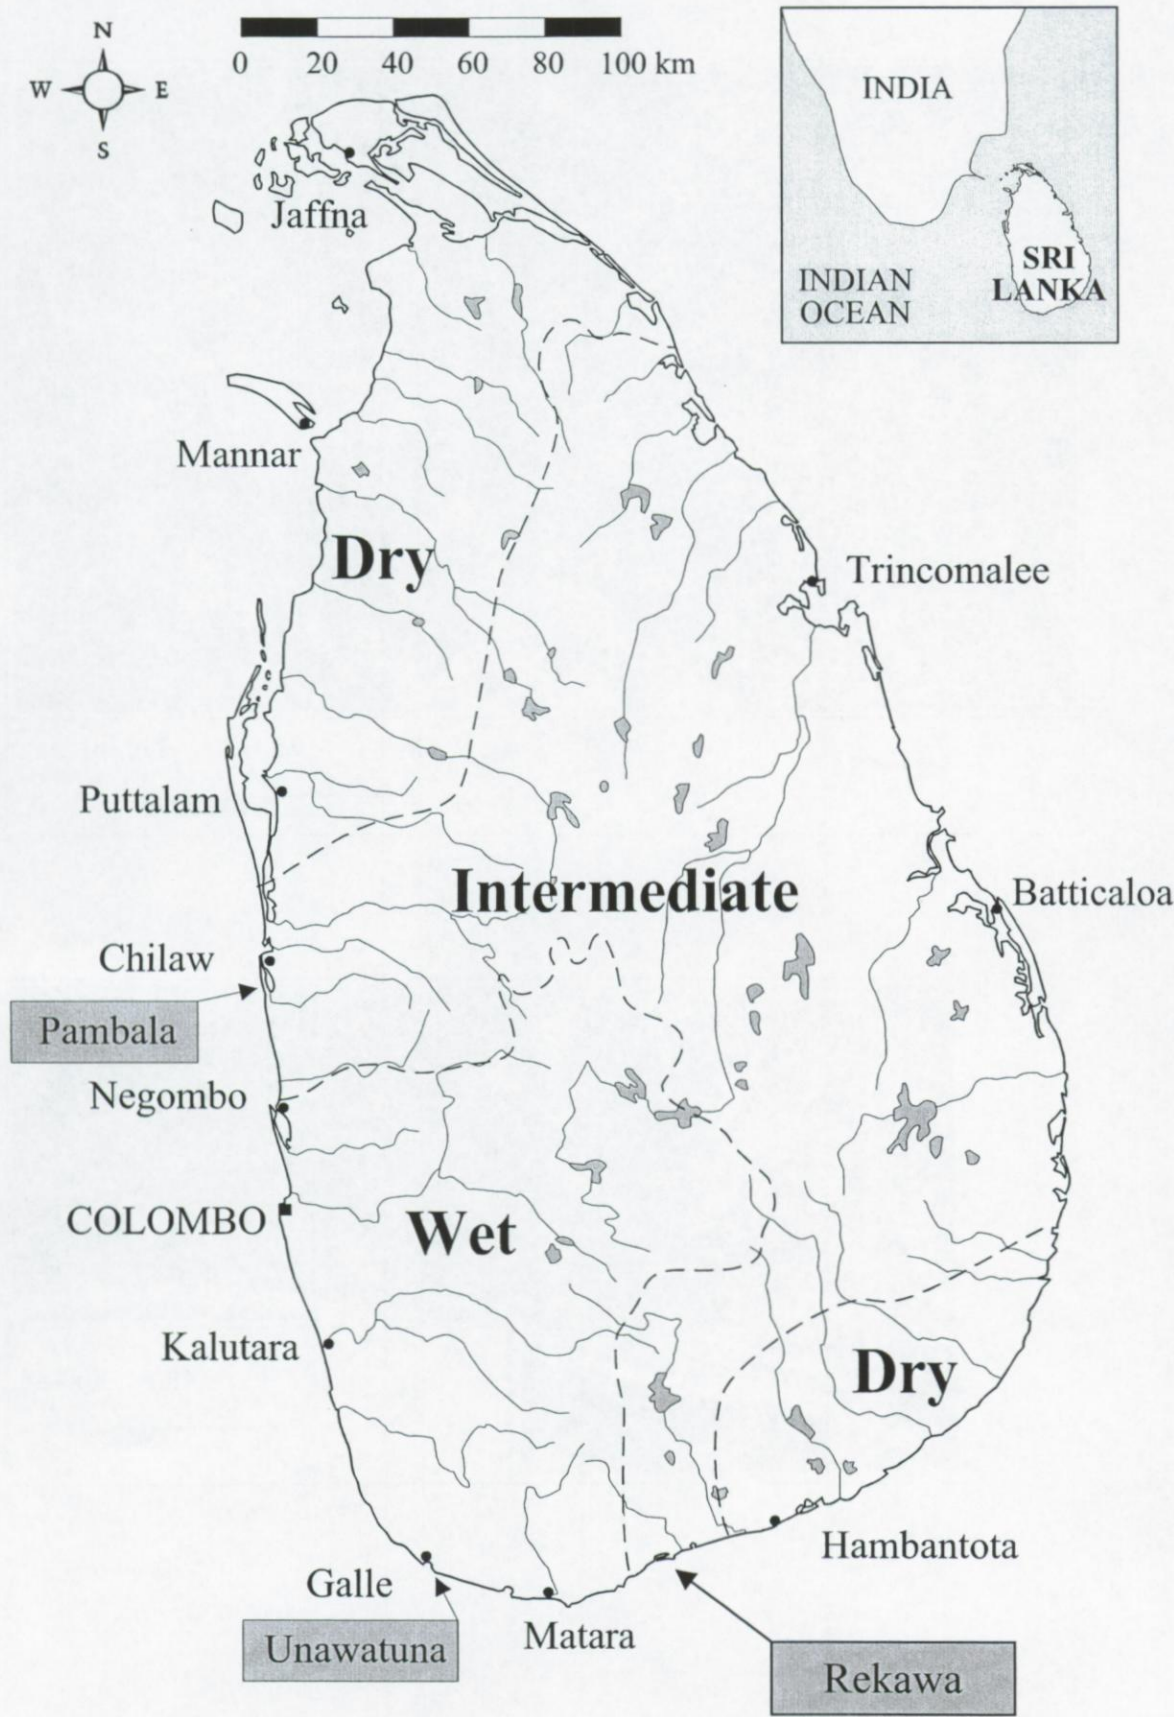 N
W E
S
0 20 40 60 80 100 km
INDIA
SRI
LANKA
INDIAN
OCEAN
Jaffna
Mannar
Dry
Trincomalee
Puttalam
Intermediate
Batticaloa
Chilaw
Pambala
Negombo
COLOMBO
Wet
Kalutara
Dry
Hambantota
Galle
Matara
Unawatuna
Rekawa